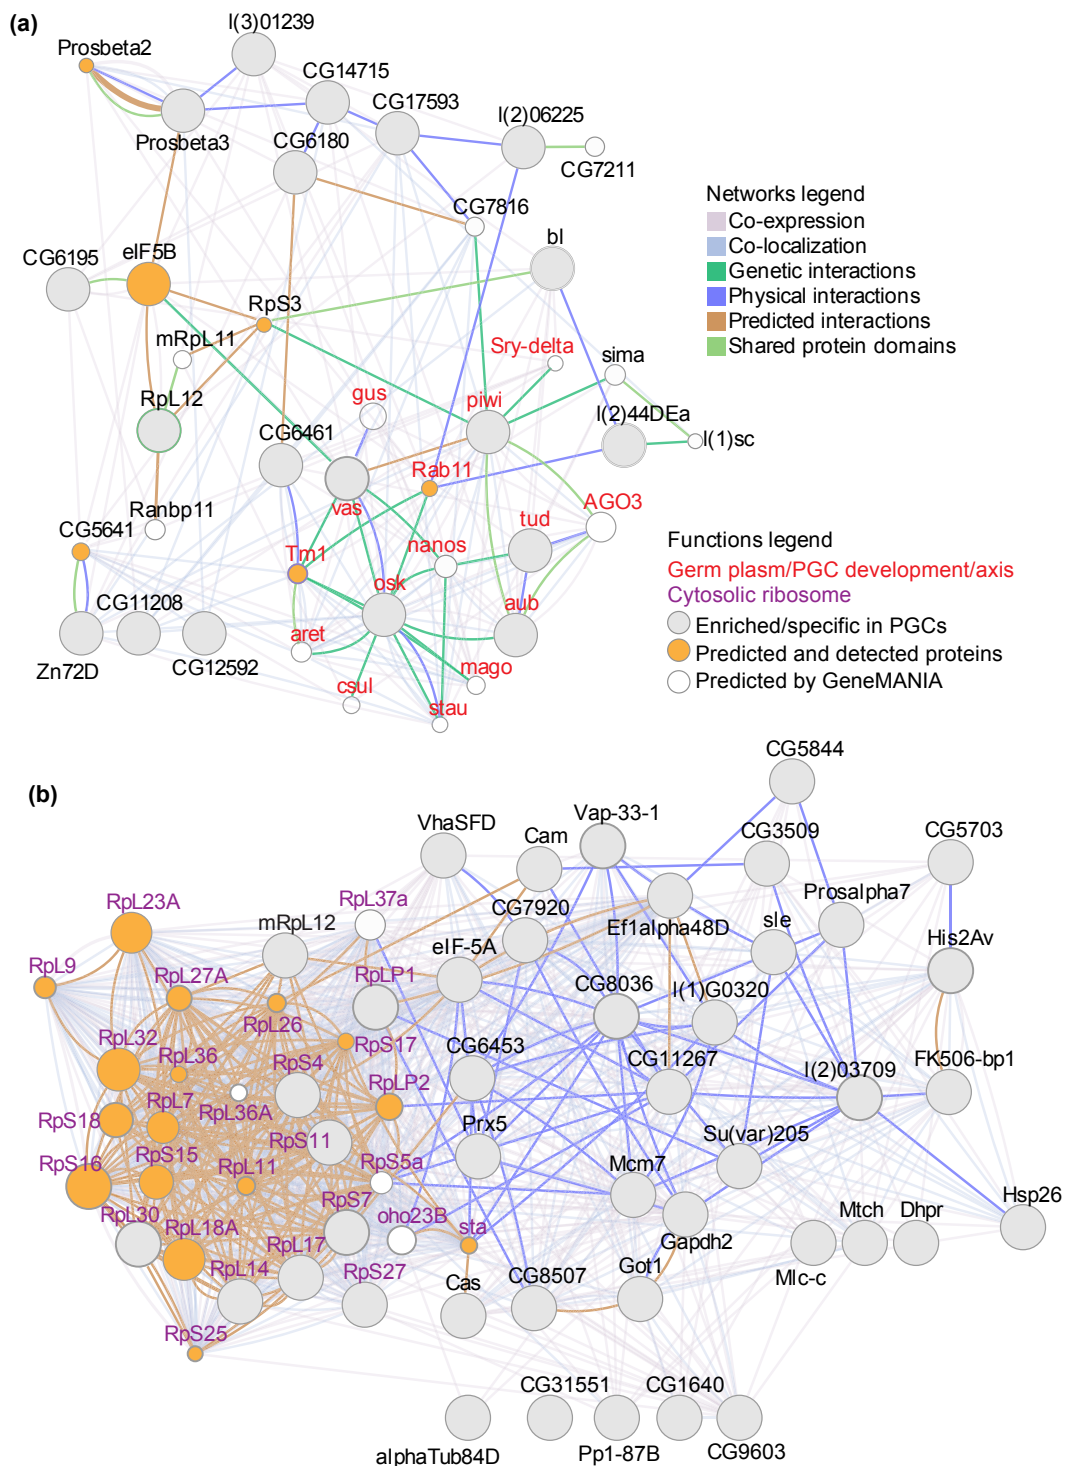 (a)
l(3)01239
Prosbeta2
CG14715
CG17593
l(2)06225
Prosbeta3
CG6180
CG7211
Networks legend
Co-expression
Co-localization
Genetic interactions
Physical interactions
Predicted interactions
Shared protein domains
CG7816
bl
CG6195
eIF5B
RpS3
mRpL11
Sry-delta
sima
RpL12
gus
piwi
l(2)44DEa
l(1)sc
CG6461
Rab11
vas
AGO3
Ranbp11
tud
CG5641
nanos
Tm1
osk
aub
Functions legend
Germ plasm/PGC development/axis
Cytosolic ribosome
Enriched/specific in PGCs
Predicted and detected proteins
Predicted by GeneMANIA
CG11208
aret
Zn72D
CG12592
mago
csul
stau
(b)
CG5844
Vap-33-1
VhaSFD
Cam
CG3509
CG5703
RpL23A
mRpL12
RpL37a
CG7920
Ef1alpha48D
Prosalpha7
sle
His2Av
RpL9
RpL27A
eIF-5A
RpLP1
CG8036
l(1)G0320
RpL26
RpS17
RpL32
RpL36
RpS4
CG6453
CG11267
l(2)03709
FK506-bp1
RpLP2
RpL36A
RpS18
RpL7
RpS11
Prx5
Su(var)205
RpS16
RpS15
RpL11
RpS5a
Mcm7
RpS7
Hsp26
RpL30
RpL18A
oho23B
sta
Mtch
Dhpr
RpL17
Gapdh2
RpL14
RpS27
Cas
CG8507
Got1
Mlc-c
RpS25
CG31551
CG1640
alphaTub84D
Pp1-87B
CG9603